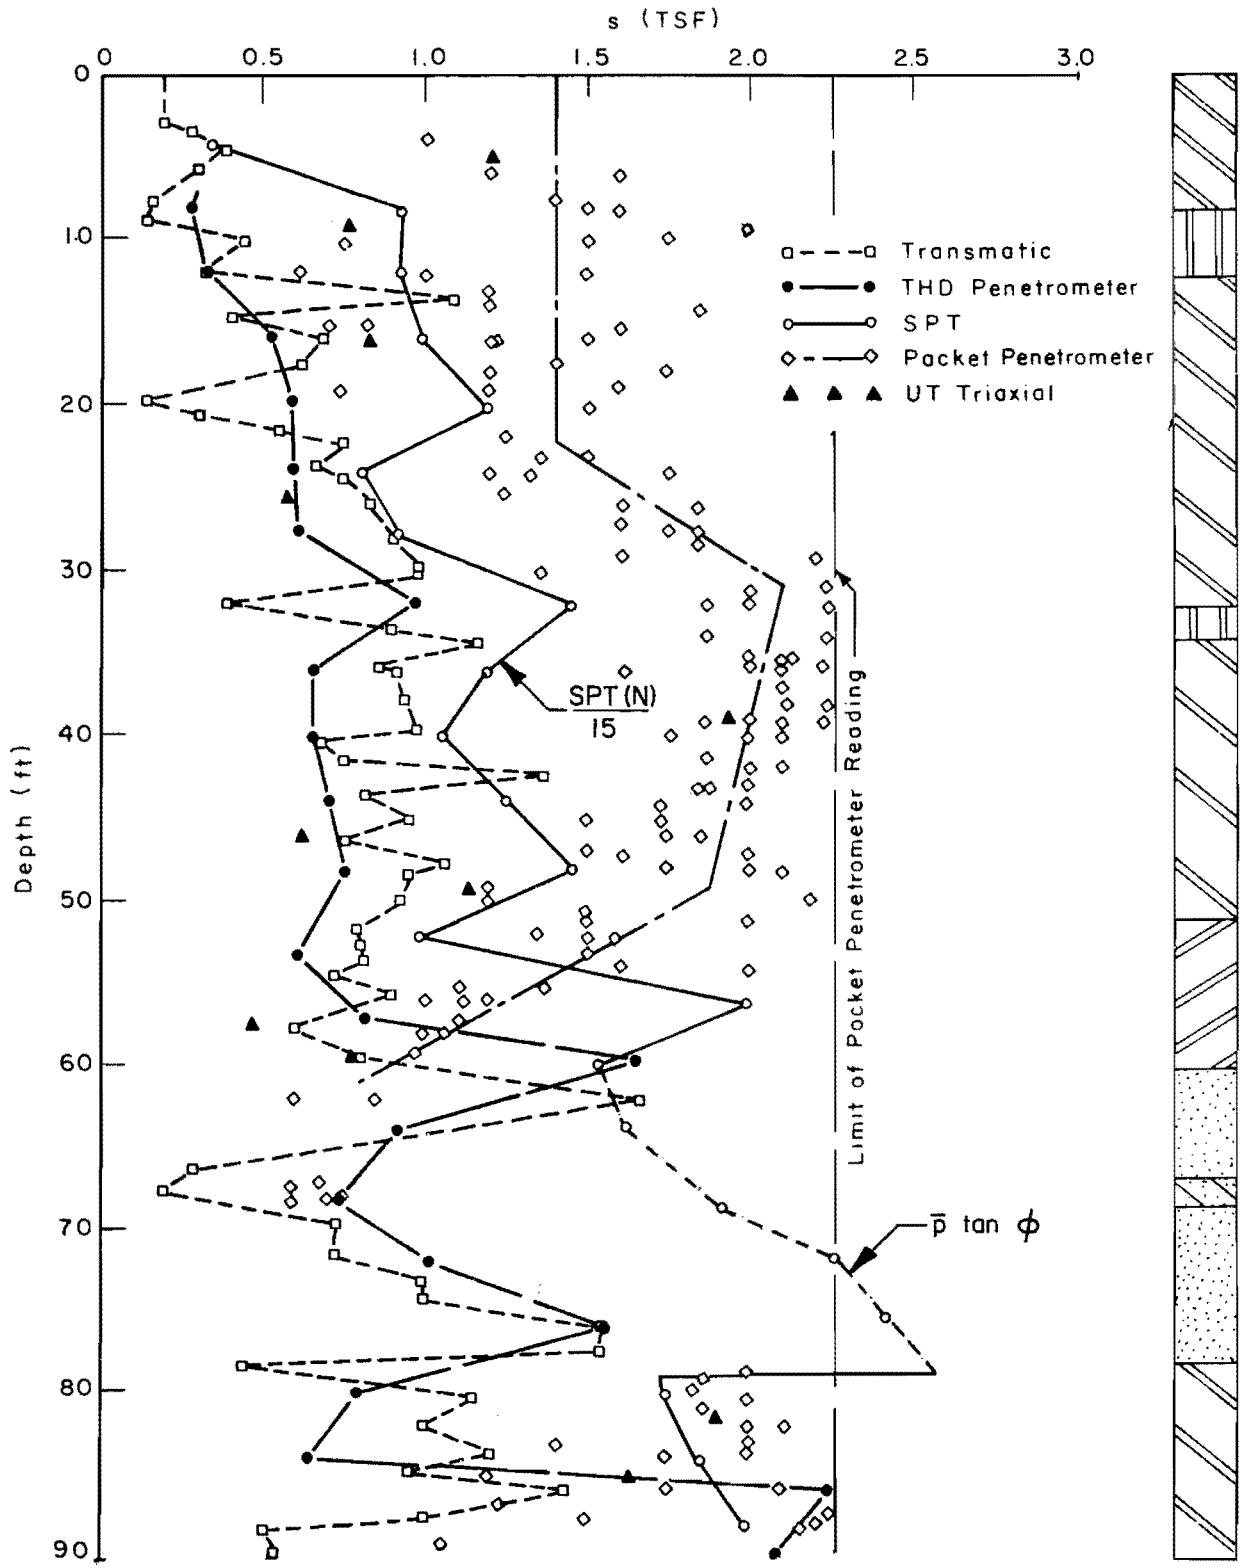 s (TSF)
0 0.5 1.0 1.5 2.0 2.5 3.0
0
10
20
30
40
50
60
70
80
90
Depth (ft)
Transmatic
THD Penetrometer
SPT
Packet Penetrometer
UT Triaxial
SPT (N)
15
Limit of Pocket Penetrometer Reading
p̅ tan ϕ